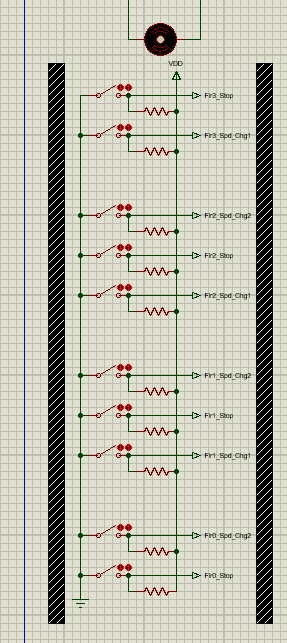 VDD
Flr3_Stop
Flr3_Spd_Chg1
Flr2_Spd_Chg2
Flr2_Stop
Flr2_Spd_Chg1
Flr1_Spd_Chg2
Flr1_Stop
Flr1_Spd_Chg1
Flr0_Spd_Chg2
Flr0_Stop